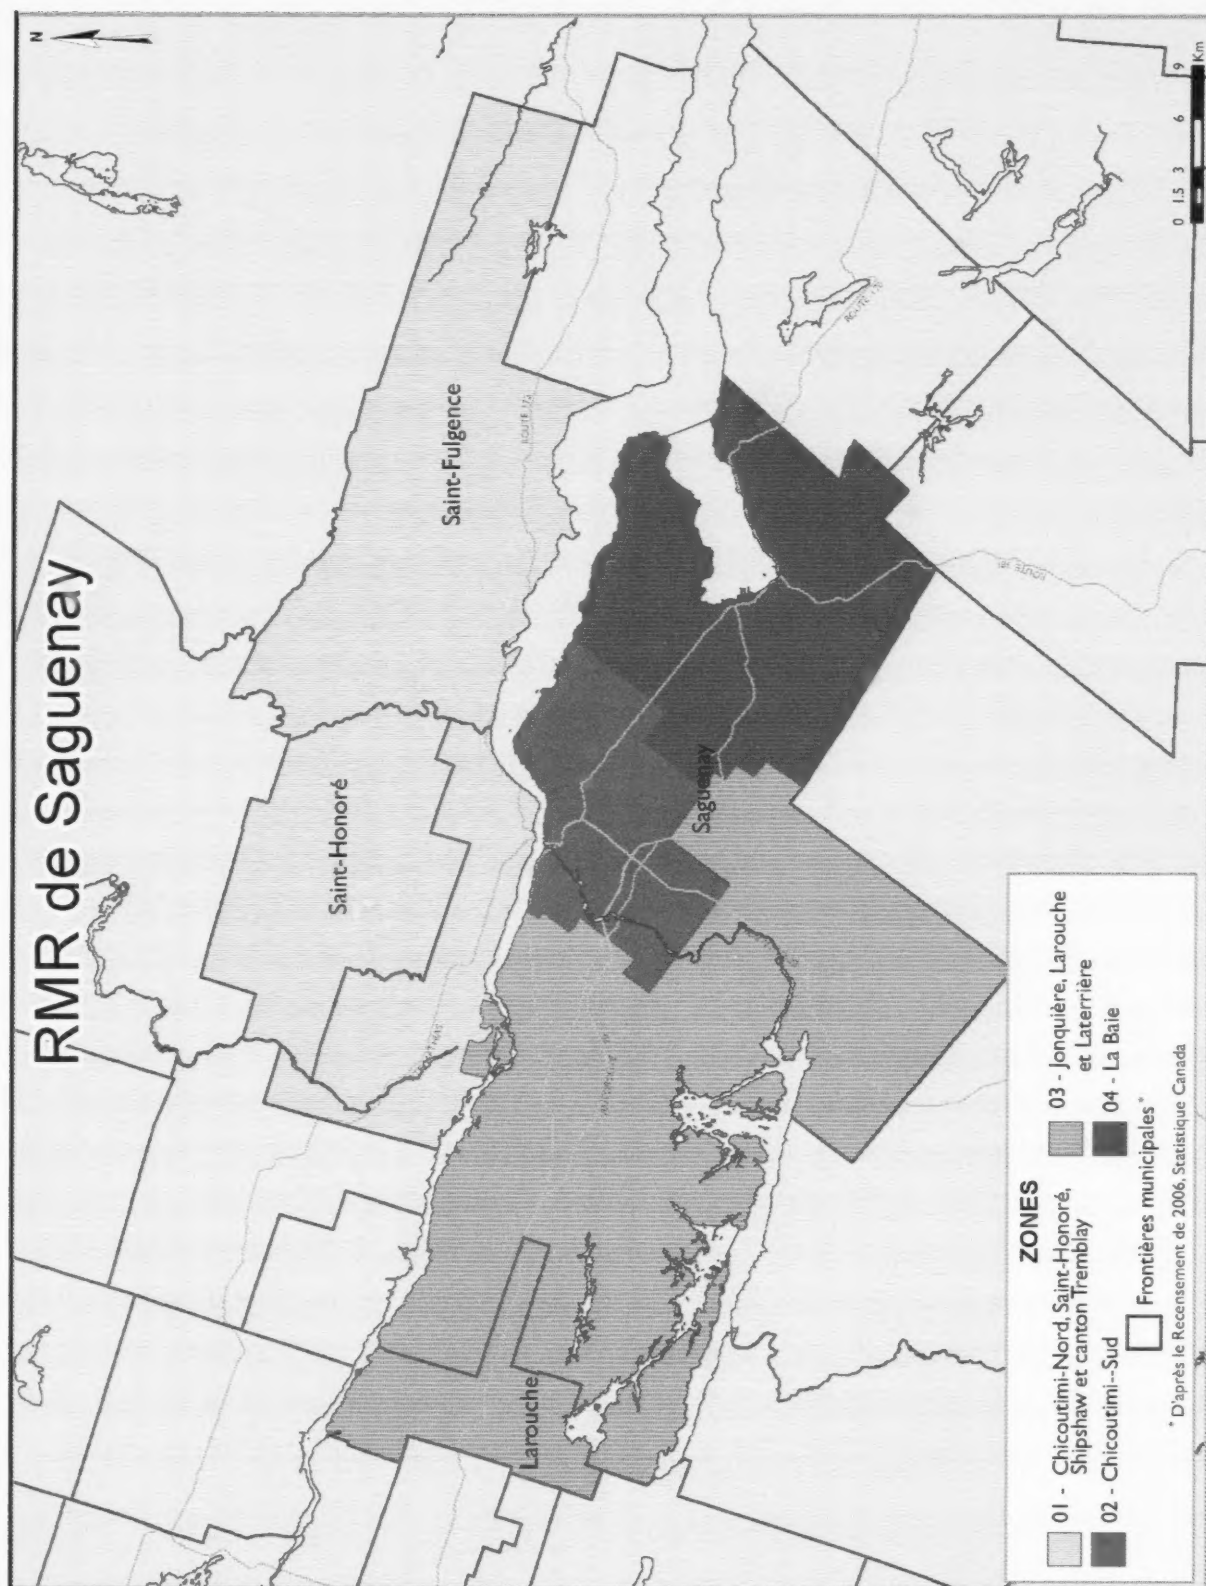 RMR de Saguenay
N
Saint-Honoré
Saint-Fulgence
ROUTE 172
Larouche
Saguenay
ZONES
01 - Chicoutimi-Nord, Saint-Honoré,
Shipshaw et canton Tremblay
02 - Chicoutimi--Sud
03 - Jonquière, Larouche
et Laterrière
04 - La Baie
Frontières municipales*
* D'après le Recensement de 2006, Statistique Canada
0 1.5 3 6 9
Km